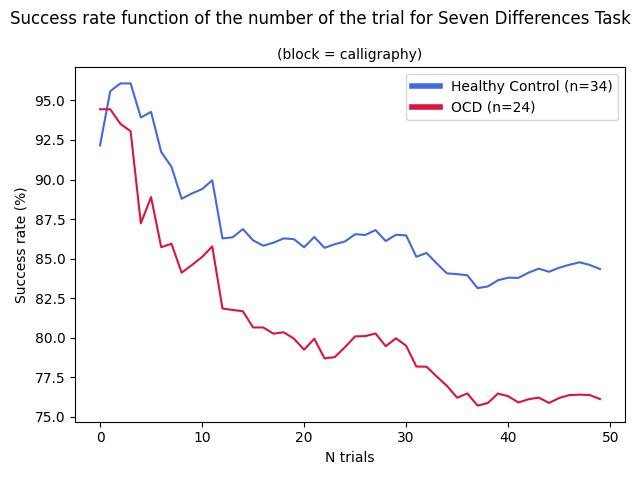 Success rate function of the number of the trial for Seven Differences Task
(block = calligraphy)
Healthy Control (n=34)
OCD (n=24)
Success rate (%)
95.0
92.5
90.0
87.5
85.0
82.5
80.0
77.5
75.0
0 10 20 30 40 50
N trials